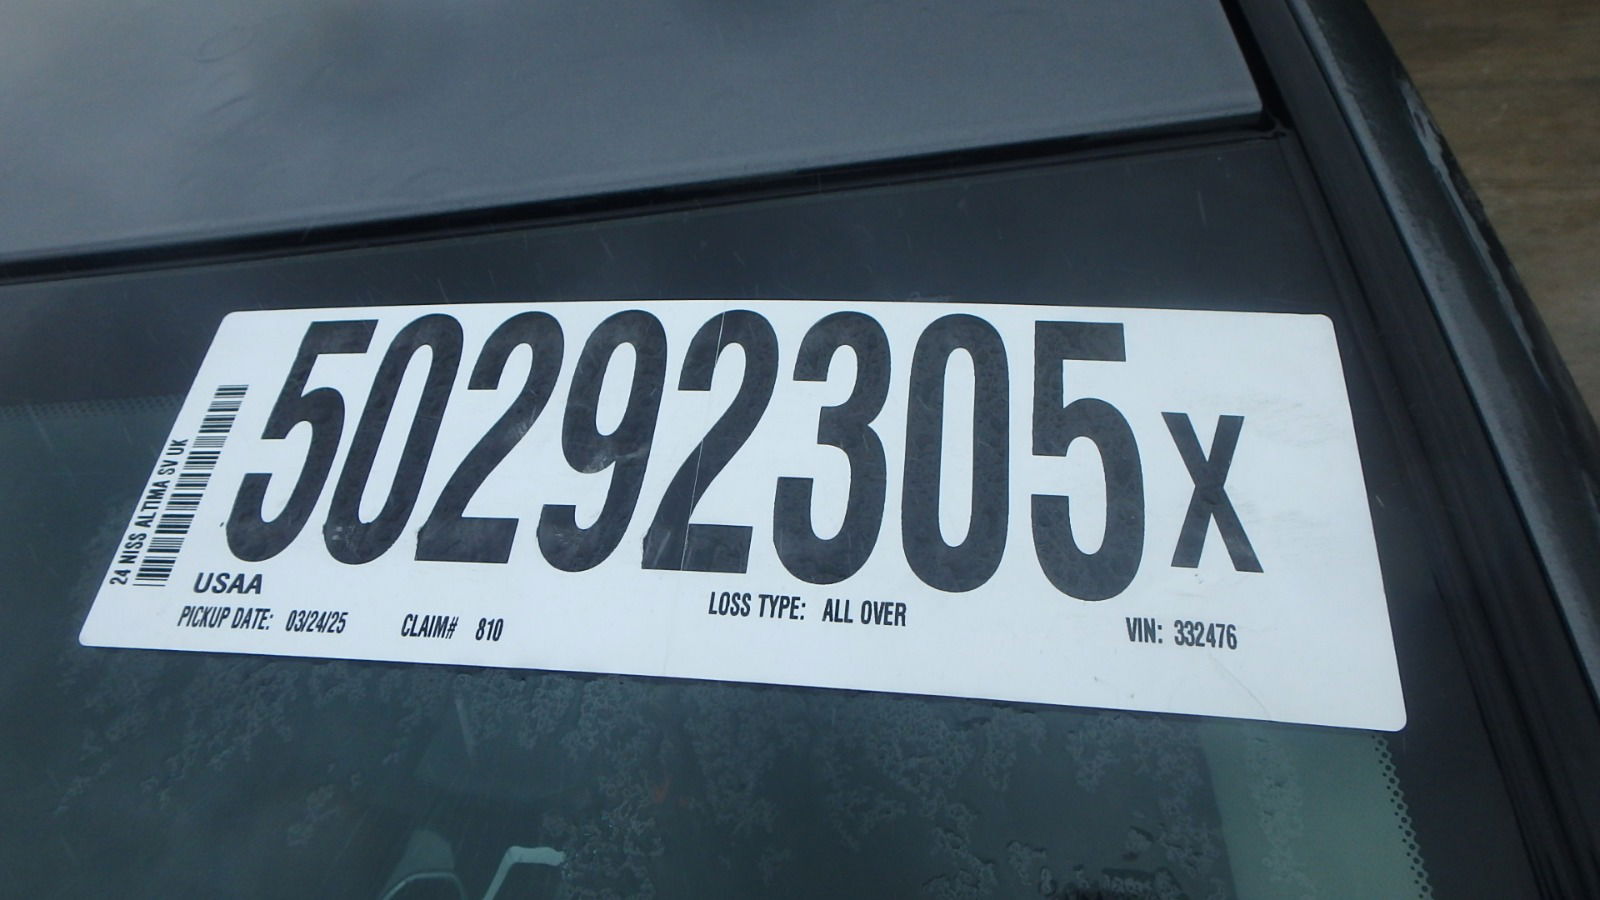 50292305X
24 NISS ALTIMA SV UK
USAA
PICKUP DATE: 03/24/25 CLAIM# 810 LOSS TYPE: ALL OVER VIN: 332476